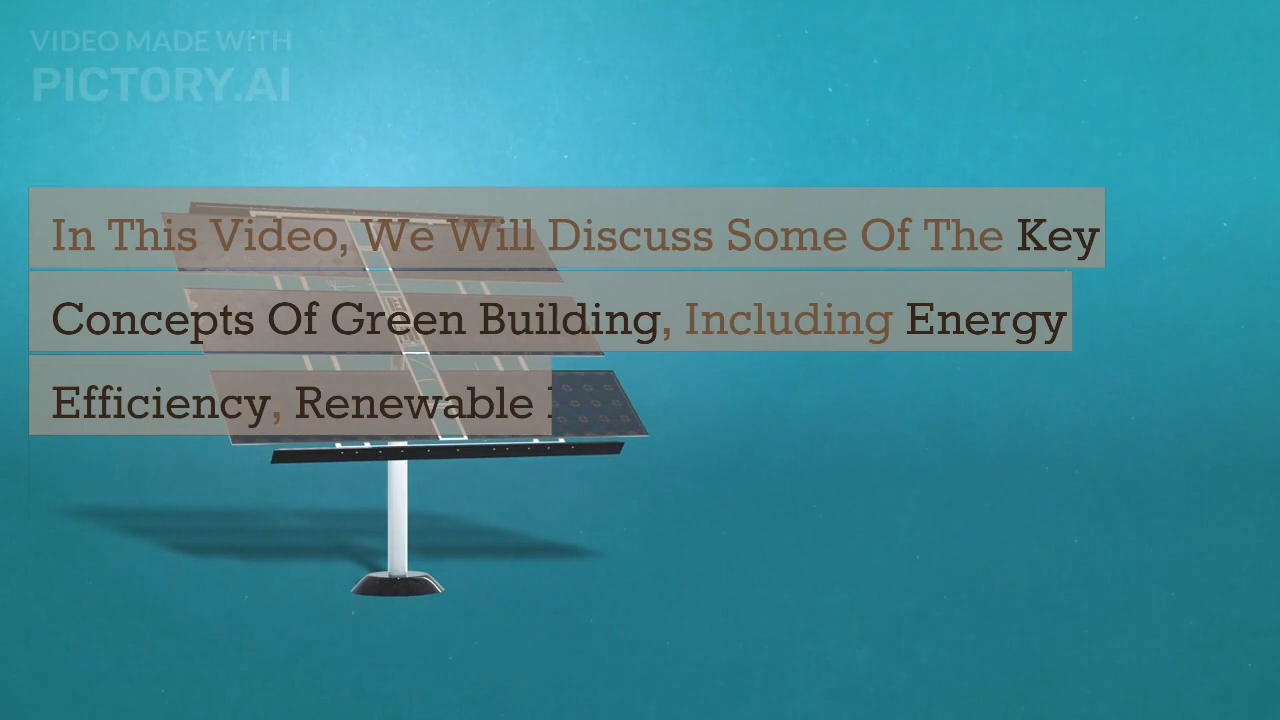 VIDEO MADE WITH
PICTORY.AI
In This Video, We Will Discuss Some Of The Key
Concepts Of Green Building, Including Energy
Efficiency, Renewable